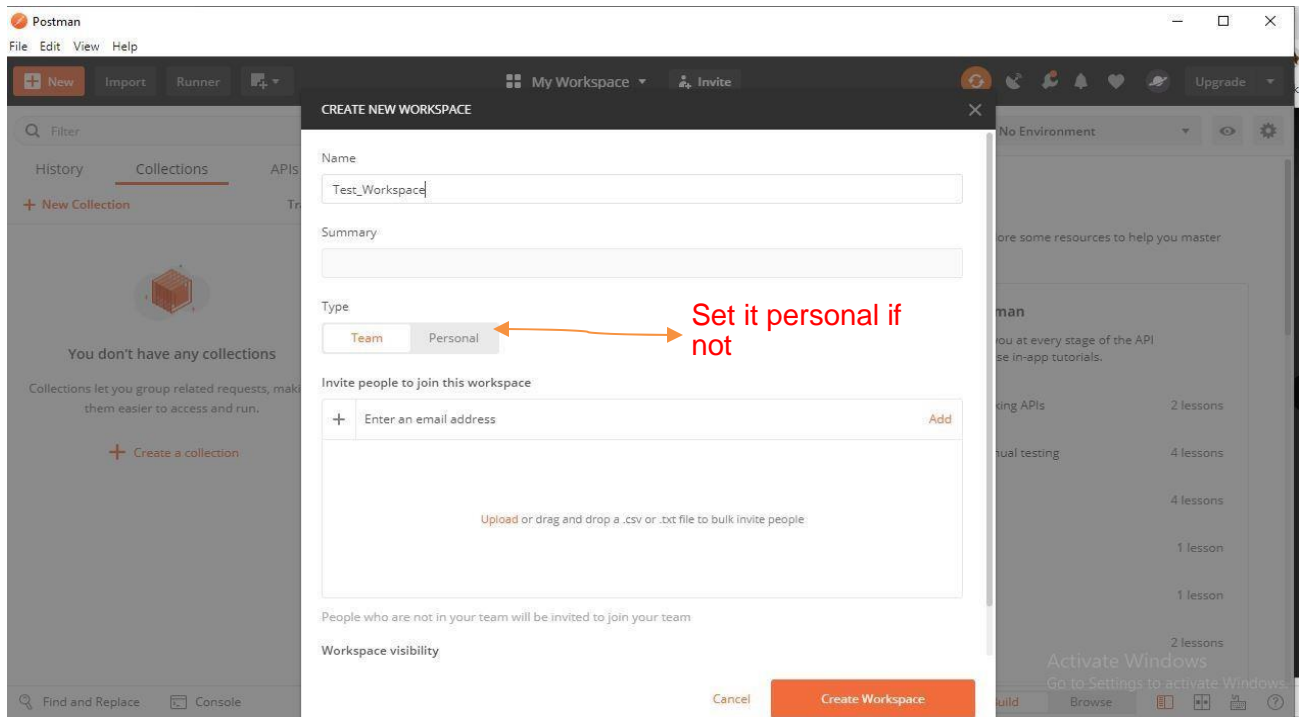 Postman
File Edit View Help
New Import Runner My Workspace Invite Upgrade
CREATE NEW WORKSPACE
Filter
No Environment
Name
History Collections APIs
Test_Workspace
+ New Collection
Summary
ore some resources to help you master
Type
Set it personal if
not
man
Team Personal
you at every stage of the API
se in-app tutorials.
You don't have any collections
Invite people to join this workspace
Collections let you group related requests, maki
them easier to access and run.
king APIs 2 lessons
+ Enter an email address Add
+ Create a collection
nual testing 4 lessons
4 lessons
Upload or drag and drop a .csv or .txt file to bulk invite people
1 lesson
1 lesson
People who are not in your team will be invited to join your team
2 lessons
Workspace visibility
Activate Windows
Go to Settings to activate Windows.
Find and Replace Console
Cancel Create Workspace
uild Browse